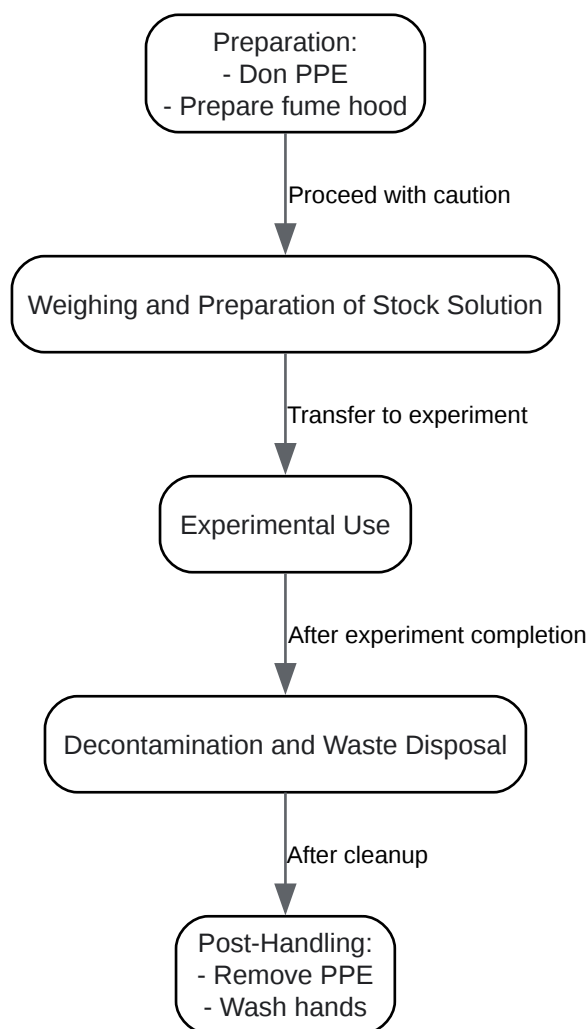 Preparation:
- Don PPE
- Prepare fume hood
Proceed with caution
Weighing and Preparation of Stock Solution
Transfer to experiment
Experimental Use
After experiment completion
Decontamination and Waste Disposal
After cleanup
Post-Handling:
- Remove PPE
- Wash hands